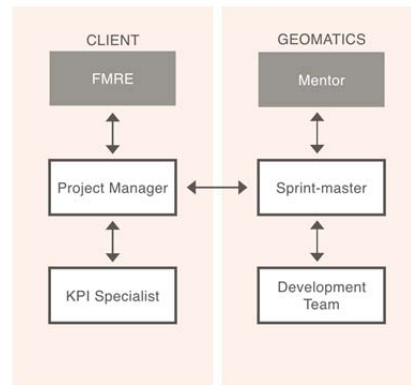 CLIENT
FMRE
Project Manager
KPI Specialist
GEOMATICS
Mentor
Sprint-master
Development
Team